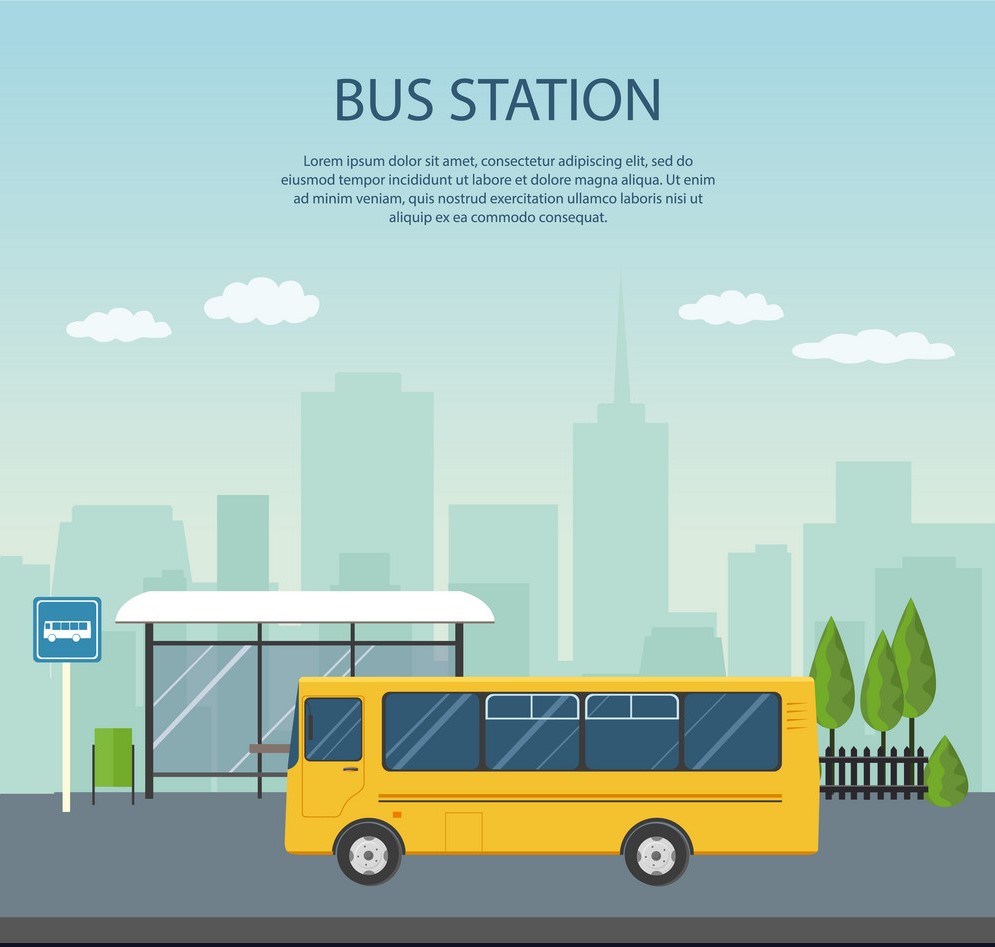 BUS STATION
Lorem ipsum dolor sit amet, consectetur adipiscing elit, sed do
eiusmod tempor incididunt ut labore et dolore magna aliqua. Ut enim
ad minim veniam, quis nostrud exercitation ullamco laboris nisi ut
aliquip ex ea commodo consequat.